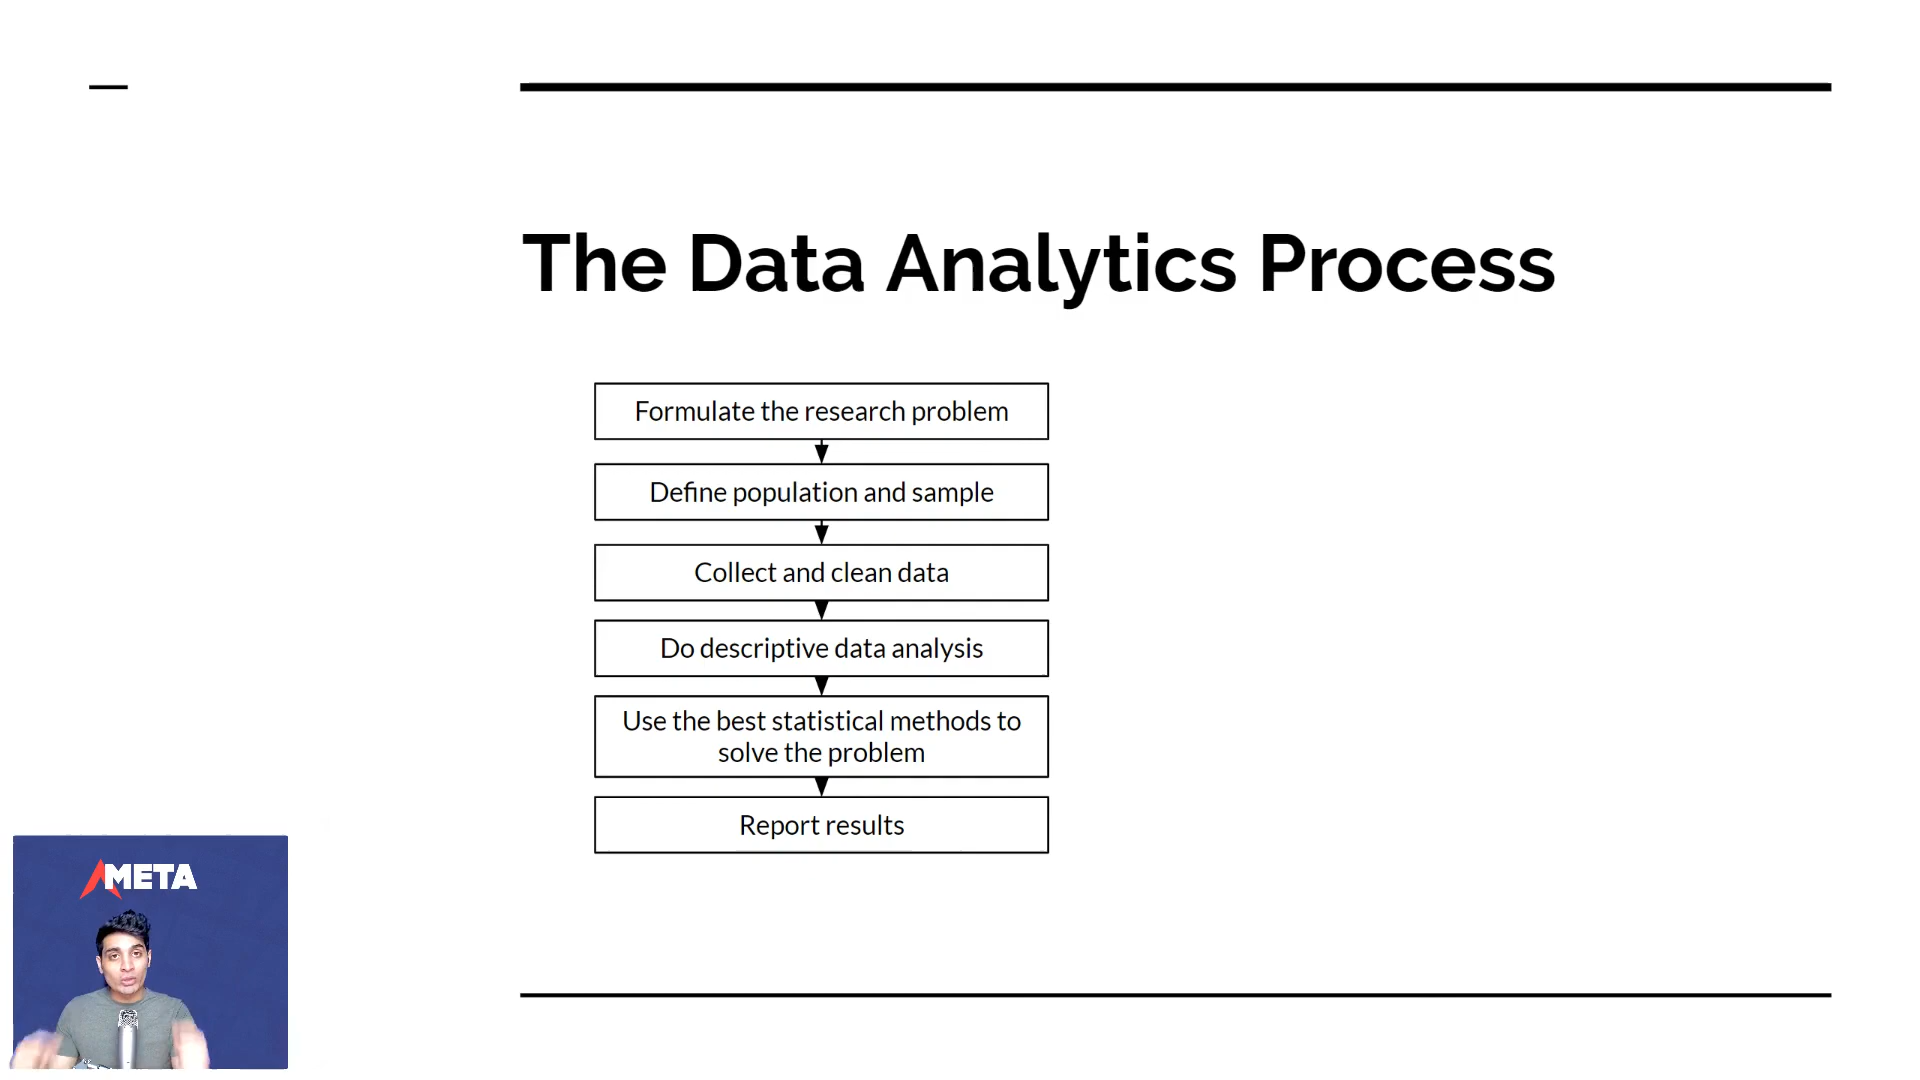 The Data Analytics Process
Formulate the research problem
Define population and sample
Collect and clean data
Do descriptive data analysis
Use the best statistical methods to
solve the problem
Report results
META